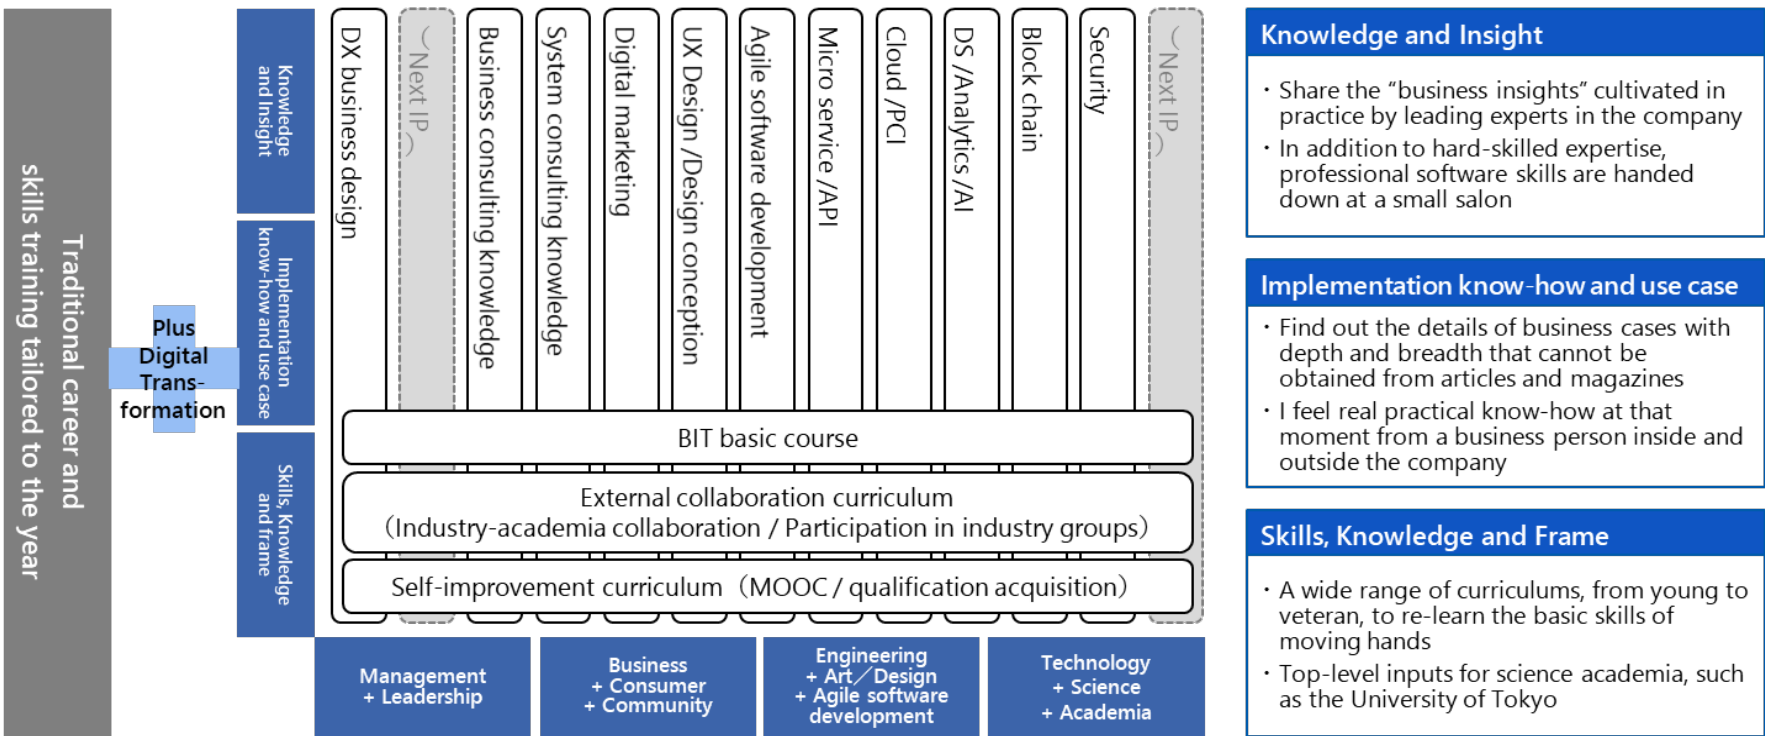 Traditional career and
skills training tailored to the year
Plus
Digital
Trans-
formation
Knowledge
and Insight
Implementation
know-how and use case
Skills, Knowledge
and frame
DX business
design
（Next IP）
Business consulting knowledge
System consulting knowledge
Digital marketing
UX Design /Design conception
Agile software development
Micro service /API
Cloud /PCI
DS /Analytics /AI
Block chain
Security
（Next IP）
BIT basic course
External collaboration curriculum
（Industry-academia collaboration / Participation in industry groups）
Self-improvement curriculum（MOOC / qualification acquisition）
Management
+ Leadership
Business
+ Consumer
+ Community
Engineering
+ Art／Design
+ Agile software
development
Technology
+ Science
+ Academia
Knowledge and Insight
・Share the “business insights” cultivated in
practice by leading experts in the company
・In addition to hard-skilled expertise,
professional software skills are handed
down at a small salon
Implementation know-how and use case
・Find out the details of business cases with
depth and breadth that cannot be
obtained from articles and magazines
・I feel real practical know-how at that
moment from a business person inside and
outside the company
Skills, Knowledge and Frame
・A wide range of curriculums, from young to
veteran, to re-learn the basic skills of
moving hands
・Top-level inputs for science academia, such
as the University of Tokyo